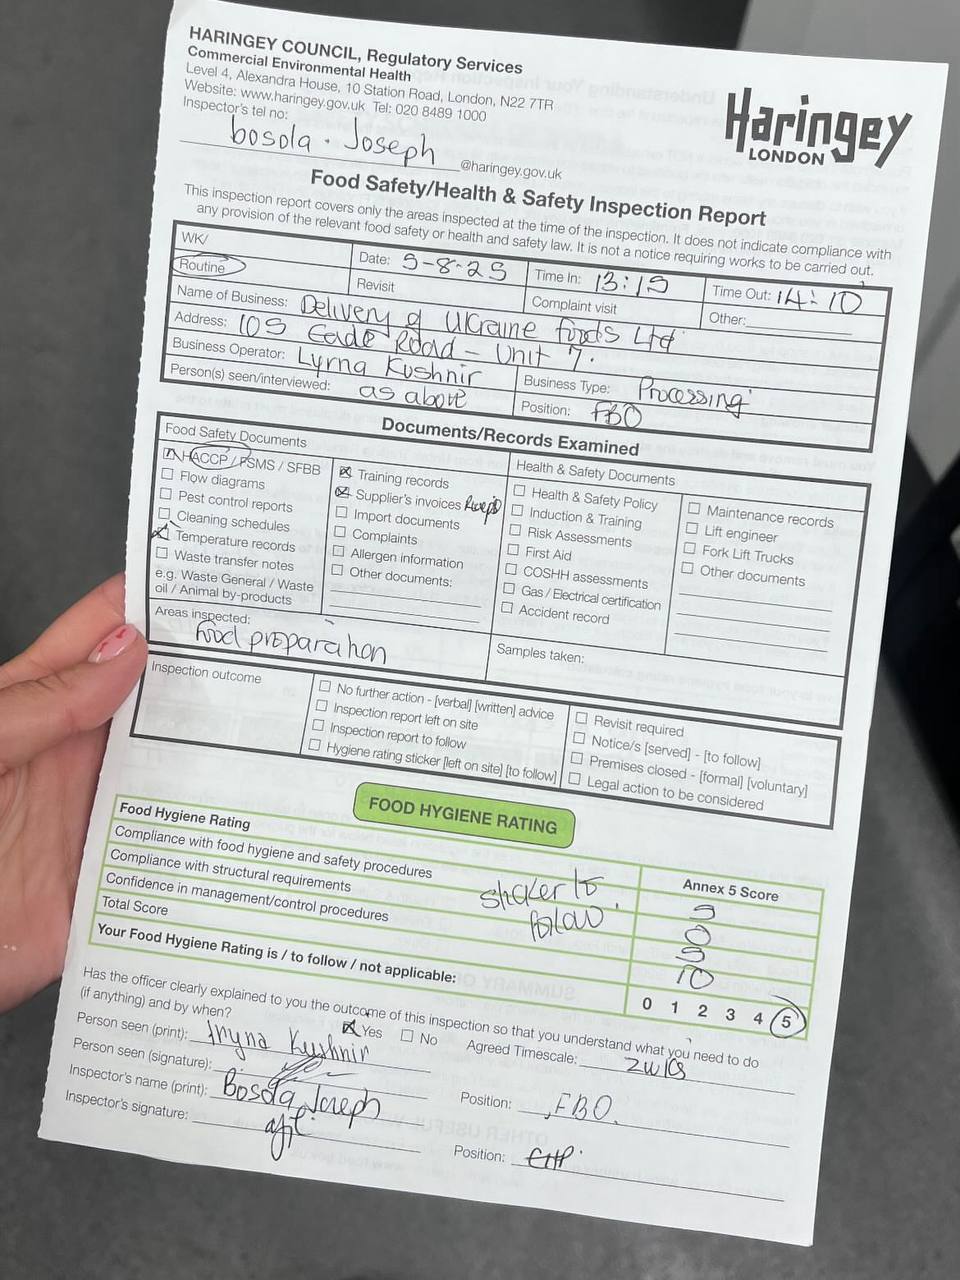 HARINGEY COUNCIL, Regulatory Services
Commercial Environmental Health
Level 4, Alexandra House, 10 Station Road, London, N22 7TR
Website: www.haringey.gov.uk Tel: 020 8489 1000
Inspector's tel no:
bosola . Joseph @haringey.gov.uk
Haringey
LONDON
Food Safety/Health & Safety Inspection Report
This inspection report covers only the areas inspected at the time of the inspection. It does not indicate compliance with
any provision of the relevant food safety or health and safety law. It is not a notice requiring works to be carried out.
WK/ Date: 5-8-25 Time In: 13:15 Time Out: 14:10
Routine Revisit Complaint visit Other:
Name of Business: Delivery of Ukraine foods Ltd
Address: 105 Eade Road - Unit 7.
Business Operator: Lyrna Kushnir Business Type: Processing
Person(s) seen/interviewed: as above Position: FBO
Documents/Records Examined
Food Safety Documents
HACCP / FSMS / SFBB
Flow diagrams
Pest control reports
Cleaning schedules
Temperature records
Waste transfer notes
e.g. Waste General / Waste
oil / Animal by-products
Training records
Supplier's invoices
Import documents
Complaints
Allergen information
Other documents:
Health & Safety Documents
Health & Safety Policy
Induction & Training
Risk Assessments
First Aid
COSHH assessments
Gas / Electrical certification
Accident record
Maintenance records
Lift engineer
Fork Lift Trucks
Other documents
Areas inspected:
Food preparation
Samples taken:
Inspection outcome
No further action - [verbal] [written] advice
Inspection report left on site
Inspection report to follow
Hygiene rating sticker [left on site] [to follow]
Revisit required
Notice/s [served] - [to follow]
Premises closed - [formal] [voluntary]
Legal action to be considered
FOOD HYGIENE RATING
Food Hygiene Rating Annex 5 Score
Compliance with food hygiene and safety procedures 5
Compliance with structural requirements 0
Confidence in management/control procedures 5
Total Score 10
sticker to
follow.
Your Food Hygiene Rating is / to follow / not applicable: 0 1 2 3 4 5
Has the officer clearly explained to you the outcome of this inspection so that you understand what you need to do
(if anything) and by when? Yes No Agreed Timescale: 2wks
Person seen (print): Iryna Kushnir
Person seen (signature): Position: FBO.
Inspector's name (print): Bosola Joseph
Inspector's signature: Position: EHP.